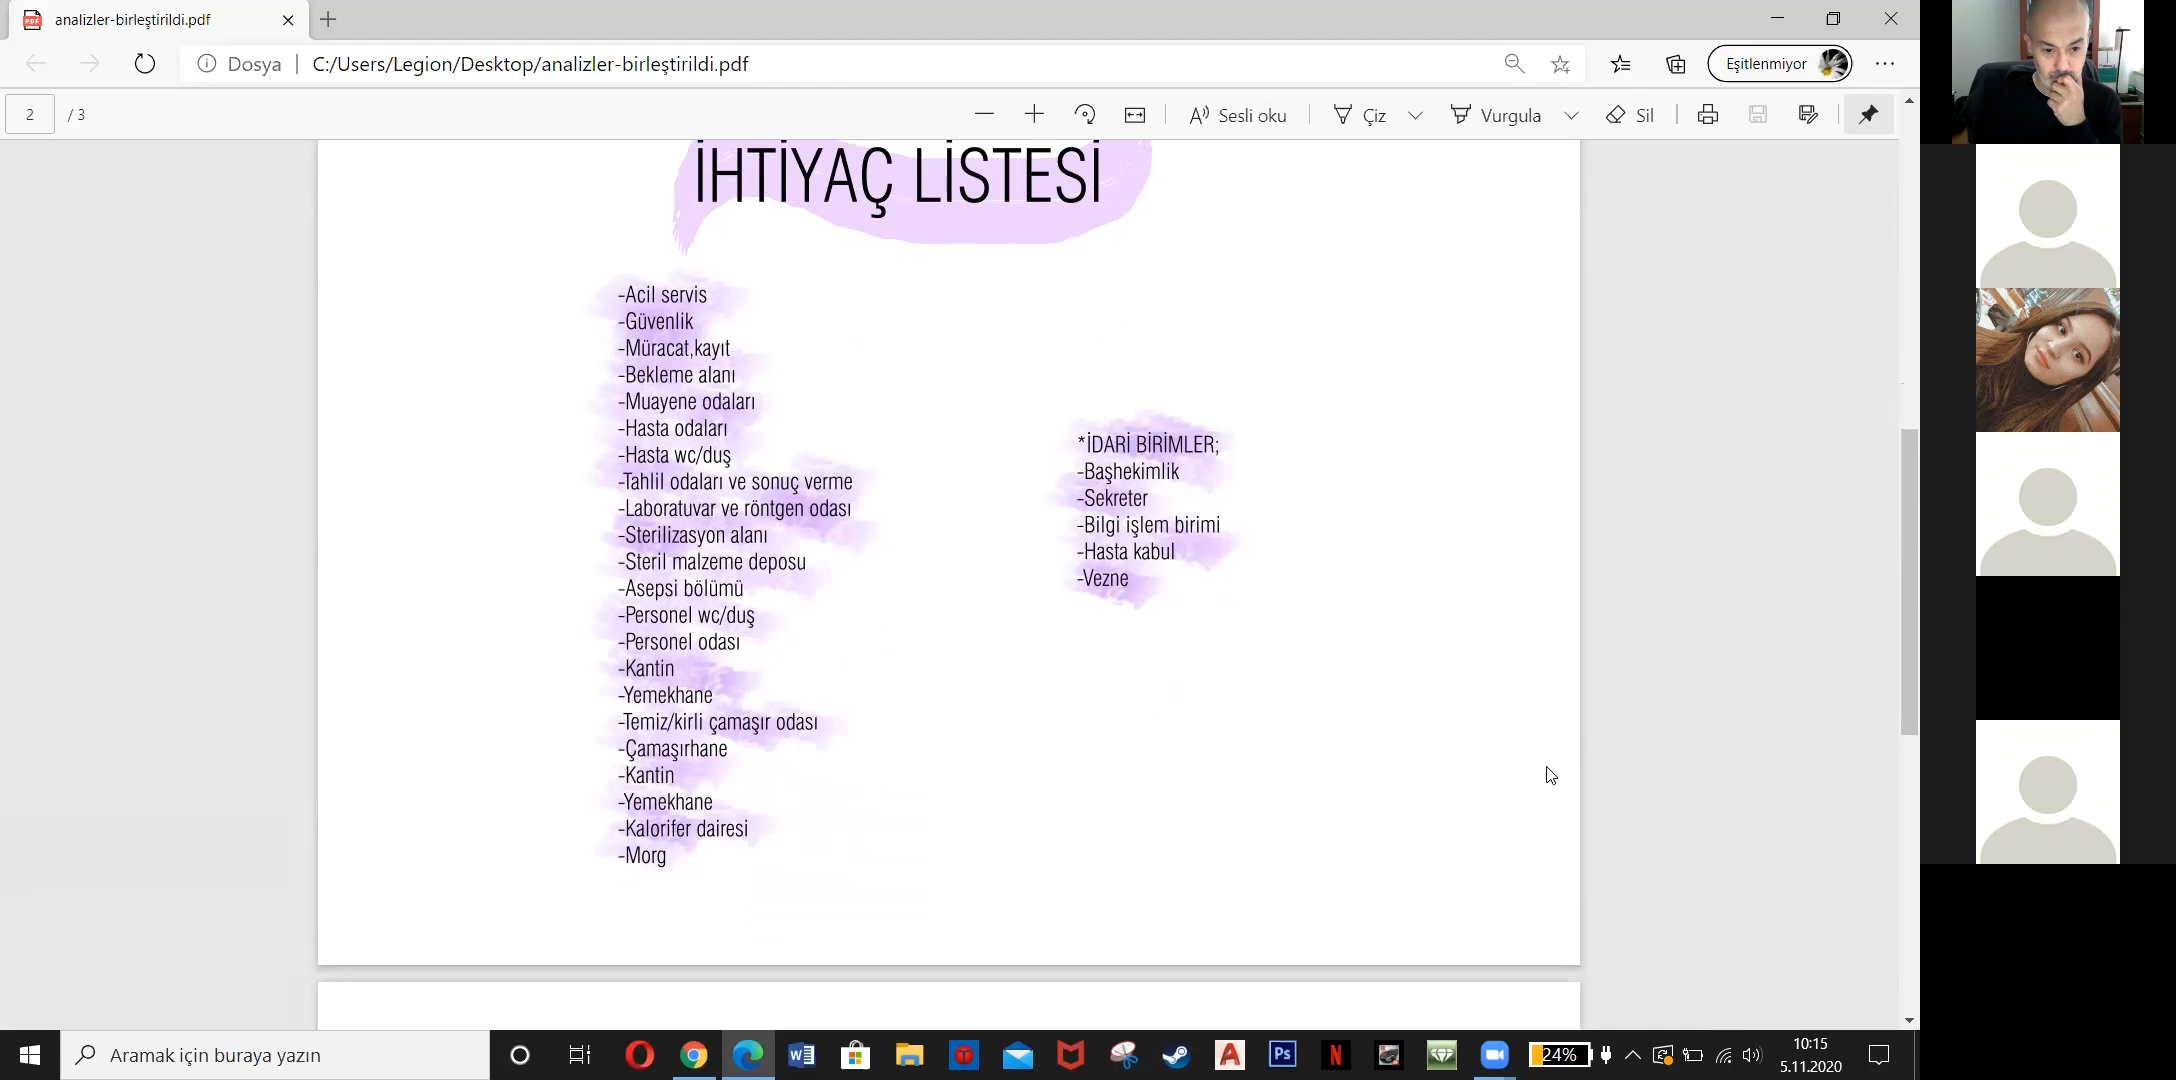 analizler-birleştirildi.pdf
Dosya
C:/Users/Legion/Desktop/analizler-birleştirildi.pdf
Eşitlenmiyor
2 / 3
Sesli oku
Çiz
Vurgula
Sil
İHTİYAÇ LİSTESİ
-Acil servis
-Güvenlik
-Müracat,kayıt
-Bekleme alanı
-Muayene odaları
-Hasta odaları
-Hasta wc/duş
-Tahlil odaları ve sonuç verme
-Laboratuvar ve röntgen odası
-Sterilizasyon alanı
-Steril malzeme deposu
-Asepsi bölümü
-Personel wc/duş
-Personel odası
-Kantin
-Yemekhane
-Temiz/kirli çamaşır odası
-Çamaşırhane
-Kantin
-Yemekhane
-Kalorifer dairesi
-Morg
*İDARİ BİRİMLER;
-Başhekimlik
-Sekreter
-Bilgi işlem birimi
-Hasta kabul
-Vezne
Aramak için buraya yazın
Ps
24%
10:15
5.11.2020